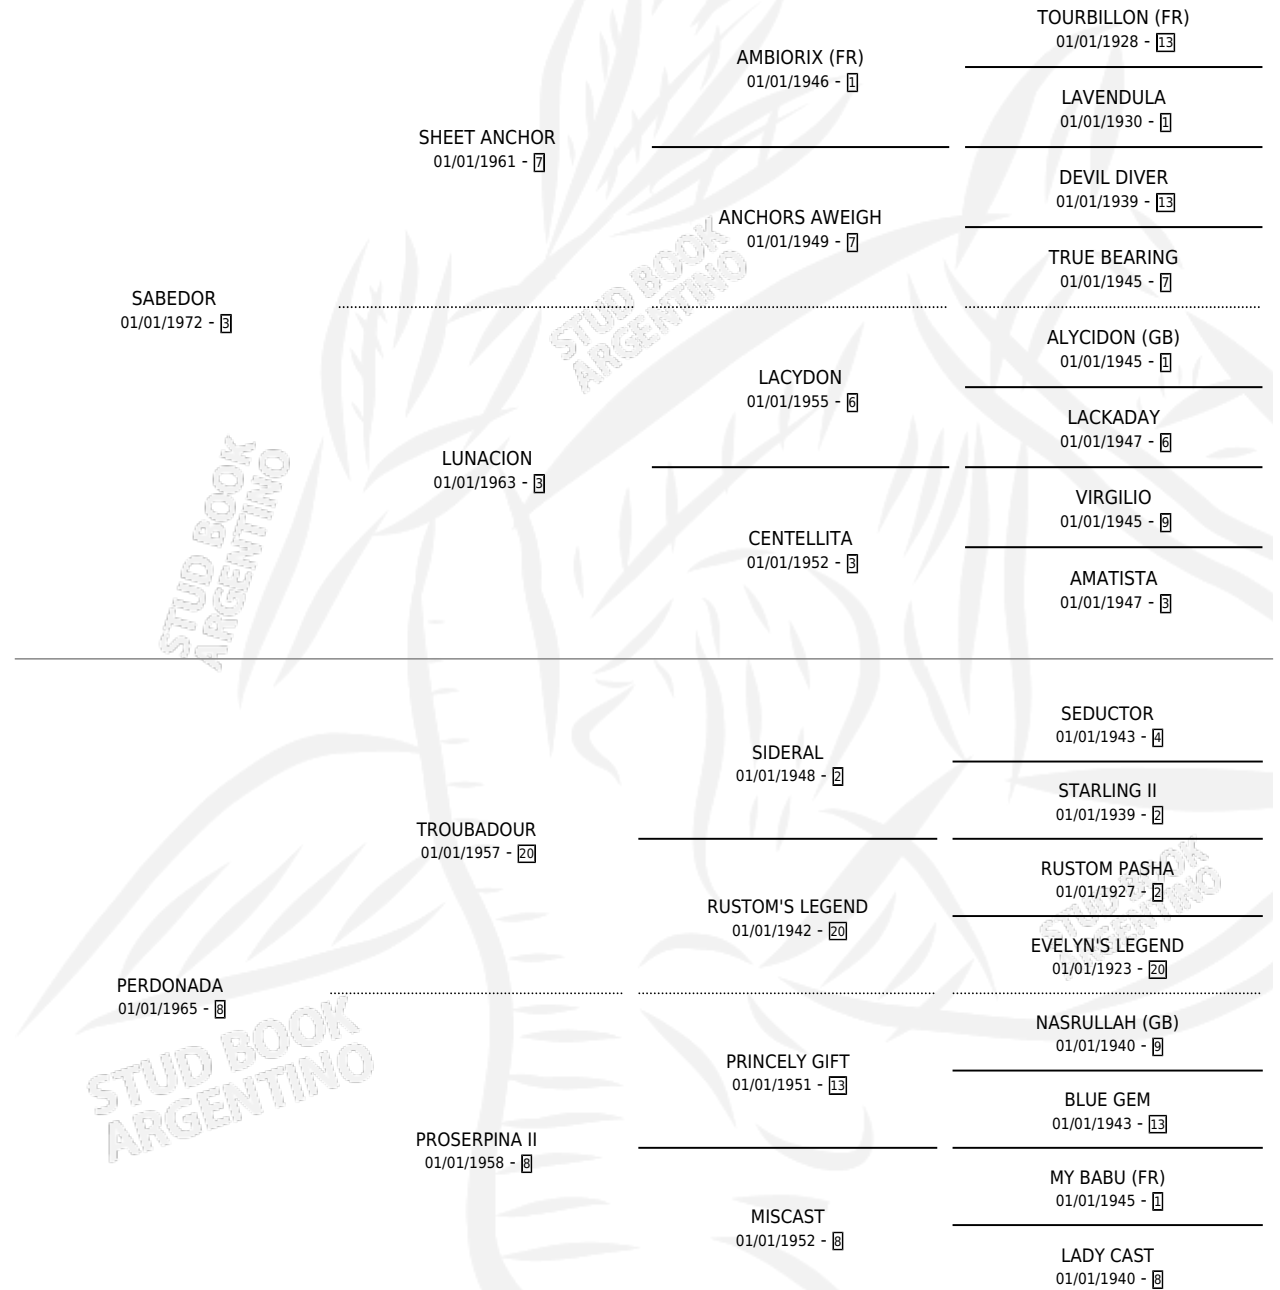 TOURBILLON (FR)
01/01/1928 - 13
AMBIORIX (FR)
01/01/1946 - 1
LAVENDULA
01/01/1930 - 1
SHEET ANCHOR
01/01/1961 - 7
DEVIL DIVER
01/01/1939 - 13
ANCHORS AWEIGH
01/01/1949 - 7
TRUE BEARING
01/01/1945 - 7
SABEDOR
01/01/1972 - 3
STUD BOOK
ARGENTINO
ALYCIDON (GB)
01/01/1945 - 1
LACYDON
01/01/1955 - 6
LACKADAY
01/01/1947 - 6
LUNACION
01/01/1963 - 3
VIRGILIO
01/01/1945 - 9
CENTELLITA
01/01/1952 - 3
AMATISTA
01/01/1947 - 3
STUD BOOK
ARGENTINO
SEDUCTOR
01/01/1943 - 4
SIDERAL
01/01/1948 - 2
STARLING II
01/01/1939 - 2
TROUBADOUR
01/01/1957 - 20
RUSTOM PASHA
01/01/1927 - 2
RUSTOM'S LEGEND
01/01/1942 - 20
EVELYN'S LEGEND
01/01/1923 - 20
STUD BOOK
ARGENTINO
PERDONADA
01/01/1965 - 8
NASRULLAH (GB)
01/01/1940 - 9
PRINCELY GIFT
01/01/1951 - 13
BLUE GEM
01/01/1943 - 13
STUD BOOK
ARGENTINO
PROSERPINA II
01/01/1958 - 8
MY BABU (FR)
01/01/1945 - 1
MISCAST
01/01/1952 - 8
LADY CAST
01/01/1940 - 8